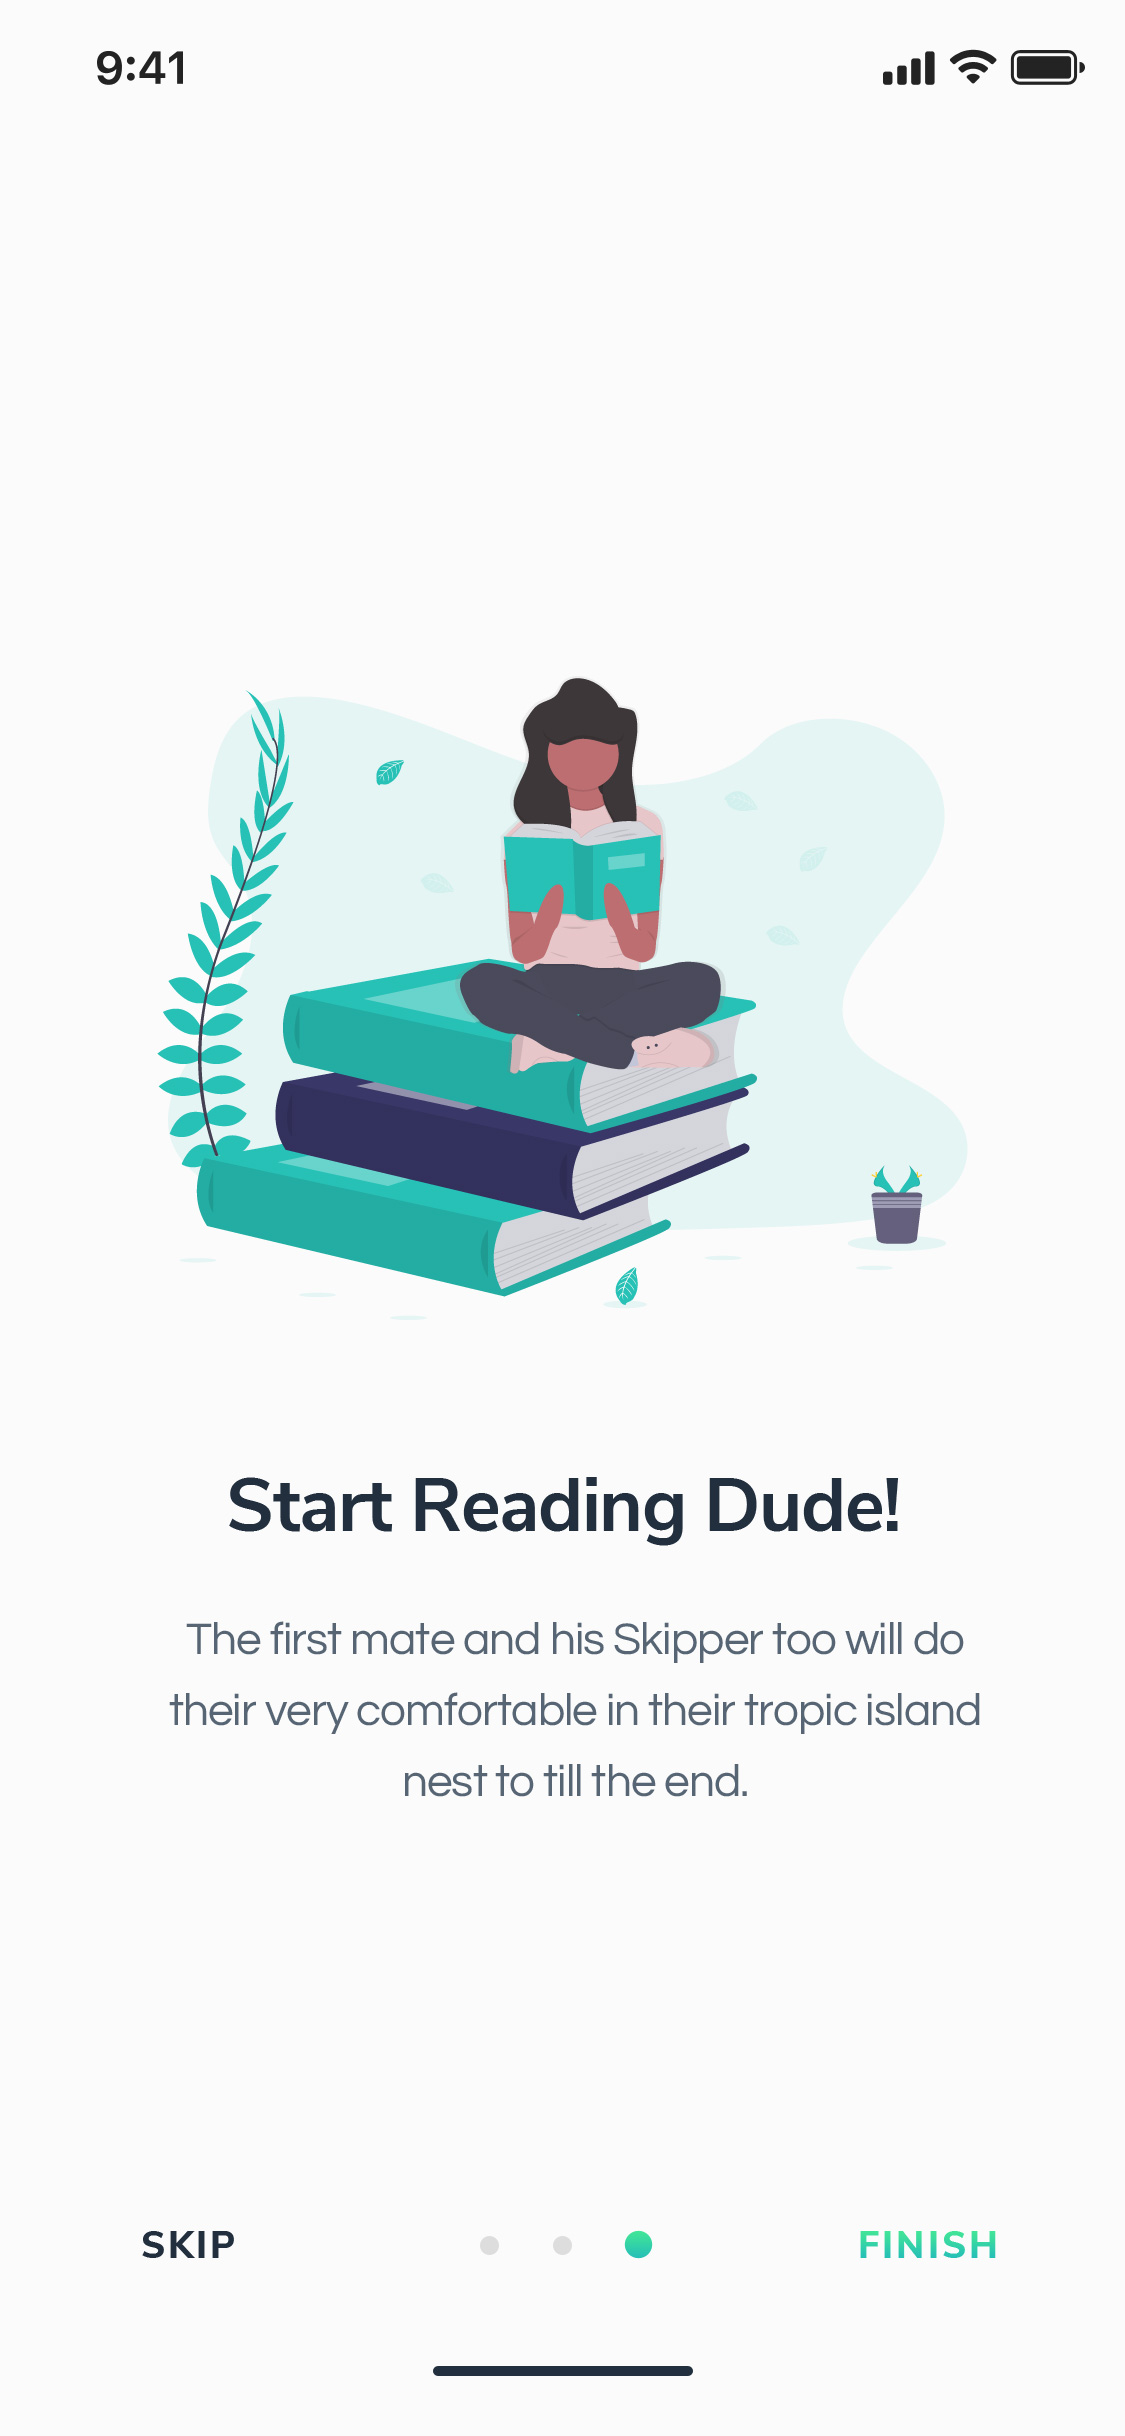 9:41
Start Reading Dude!
The first mate and his Skipper too will do
their very comfortable in their tropic island
nest to till the end.
SKIP
FINISH